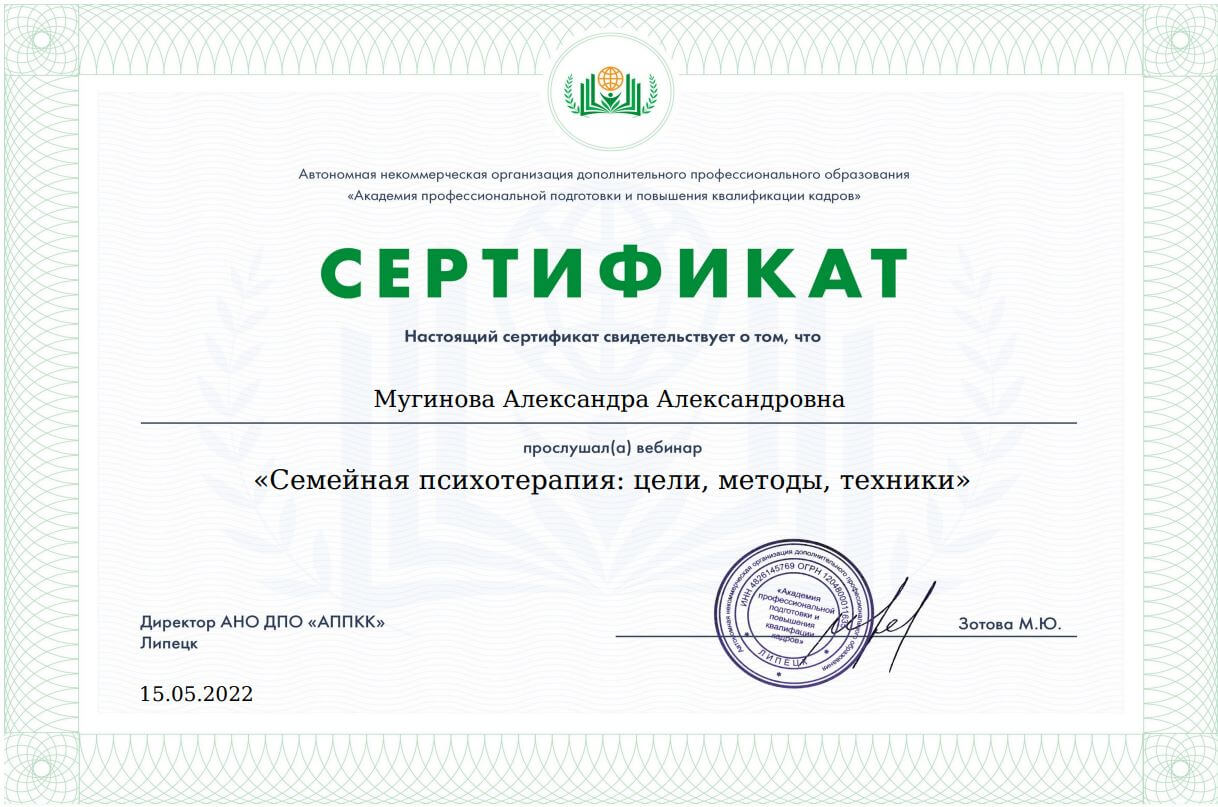 Автономная некоммерческая организация дополнительного профессионального образования
«Академия профессиональной подготовки и повышения квалификации кадров»
СЕРТИФИКАТ
Настоящий сертификат свидетельствует о том, что
Мугинова Александра Александровна
прослушал(а) вебинар
«Семейная психотерапия: цели, методы, техники»
Автономная некоммерческая организация дополнительного профессионального образования
ИНН 4826145769 ОГРН
«Академия
профессиональной
подготовки и
повышения
квалификации
кадров»
ЛИПЕЦК
Директор АНО ДПО «АППКК»
Липецк
Зотова М.Ю.
15.05.2022